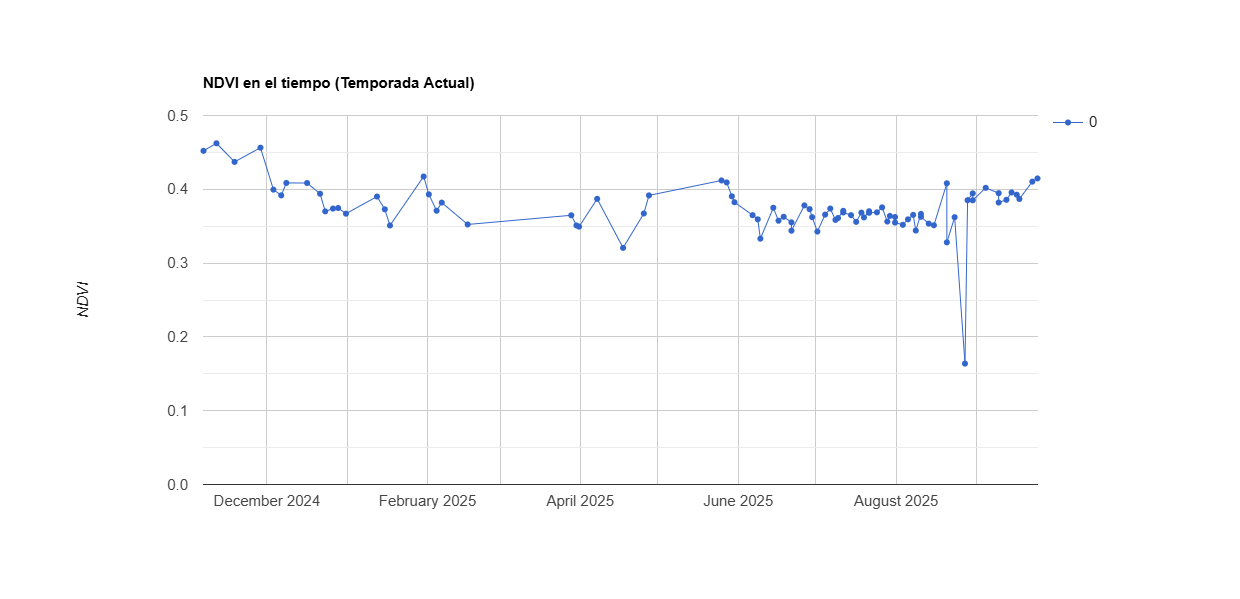 NDVI en el tiempo (Temporada Actual)
0.5
0
0.4
0.3
NDVI
0.2
0.1
0.0
December 2024 February 2025 April 2025 June 2025 August 2025